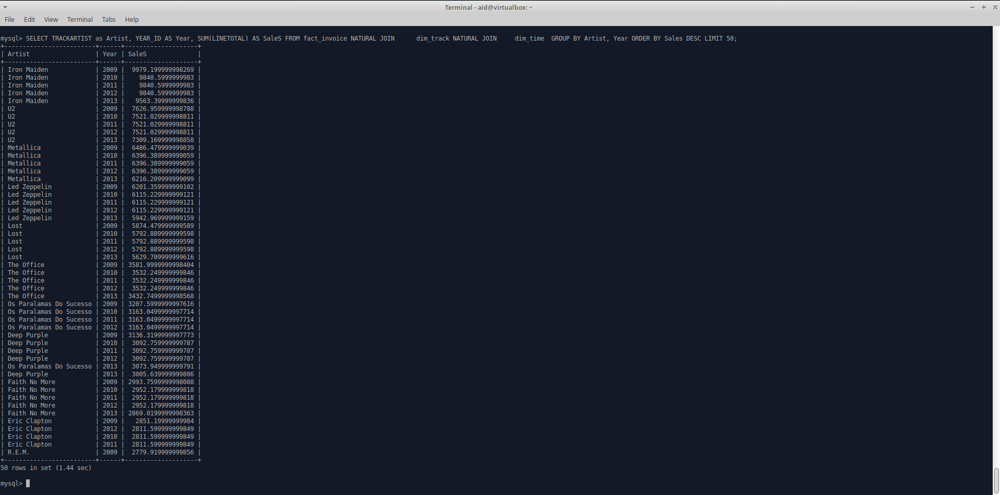 Terminal - aid@virtualbox: ~
File Edit View Terminal Tabs Help
mysql> SELECT TRACKARTIST as Artist, YEAR_ID AS Year, SUM(LINETOTAL) AS SaleS FROM fact_invoice NATURAL JOIN      dim_track NATURAL JOIN     dim_time  GROUP BY Artist, Year ORDER BY Sales DESC LIMIT 50;
+-------------------------+------+--------------------+
| Artist                  | Year | SaleS              |
+-------------------------+------+--------------------+
| Iron Maiden             | 2009 |  9979.199999998269 |
| Iron Maiden             | 2010 |    9840.5999999983 |
| Iron Maiden             | 2011 |    9840.5999999983 |
| Iron Maiden             | 2012 |    9840.5999999983 |
| Iron Maiden             | 2013 |   9563.39999999836 |
| U2                      | 2009 |  7626.959999998788 |
| U2                      | 2010 |  7521.029999998811 |
| U2                      | 2011 |  7521.029999998811 |
| U2                      | 2012 |  7521.029999998811 |
| U2                      | 2013 |  7309.169999998858 |
| Metallica               | 2009 |  6486.479999999039 |
| Metallica               | 2010 |  6396.389999999059 |
| Metallica               | 2011 |  6396.389999999059 |
| Metallica               | 2012 |  6396.389999999059 |
| Metallica               | 2013 |  6216.209999999099 |
| Led Zeppelin            | 2009 |  6201.359999999102 |
| Led Zeppelin            | 2010 |  6115.229999999121 |
| Led Zeppelin            | 2011 |  6115.229999999121 |
| Led Zeppelin            | 2012 |  6115.229999999121 |
| Led Zeppelin            | 2013 |  5942.969999999159 |
| Lost                    | 2009 |  5874.479999999589 |
| Lost                    | 2010 |  5792.889999999598 |
| Lost                    | 2011 |  5792.889999999598 |
| Lost                    | 2012 |  5792.889999999598 |
| Lost                    | 2013 |  5629.709999999616 |
| The Office              | 2009 | 3581.9999999998404 |
| The Office              | 2010 |  3532.249999999846 |
| The Office              | 2011 |  3532.249999999846 |
| The Office              | 2012 |  3532.249999999846 |
| The Office              | 2013 | 3432.7499999998568 |
| Os Paralamas Do Sucesso | 2009 | 3207.5999999997616 |
| Os Paralamas Do Sucesso | 2010 | 3163.0499999997714 |
| Os Paralamas Do Sucesso | 2011 | 3163.0499999997714 |
| Os Paralamas Do Sucesso | 2012 | 3163.0499999997714 |
| Deep Purple             | 2009 | 3136.3199999997773 |
| Deep Purple             | 2010 |  3092.759999999787 |
| Deep Purple             | 2011 |  3092.759999999787 |
| Deep Purple             | 2012 |  3092.759999999787 |
| Os Paralamas Do Sucesso | 2013 |  3073.949999999791 |
| Deep Purple             | 2013 |  3005.639999999806 |
| Faith No More           | 2009 | 2993.7599999998088 |
| Faith No More           | 2010 |  2952.179999999818 |
| Faith No More           | 2011 |  2952.179999999818 |
| Faith No More           | 2012 |  2952.179999999818 |
| Faith No More           | 2013 | 2869.0199999998363 |
| Eric Clapton            | 2009 |   2851.19999999984 |
| Eric Clapton            | 2012 |  2811.599999999849 |
| Eric Clapton            | 2010 |  2811.599999999849 |
| Eric Clapton            | 2011 |  2811.599999999849 |
| R.E.M.                  | 2009 |  2779.919999999856 |
+-------------------------+------+--------------------+
50 rows in set (1.44 sec)
mysql>